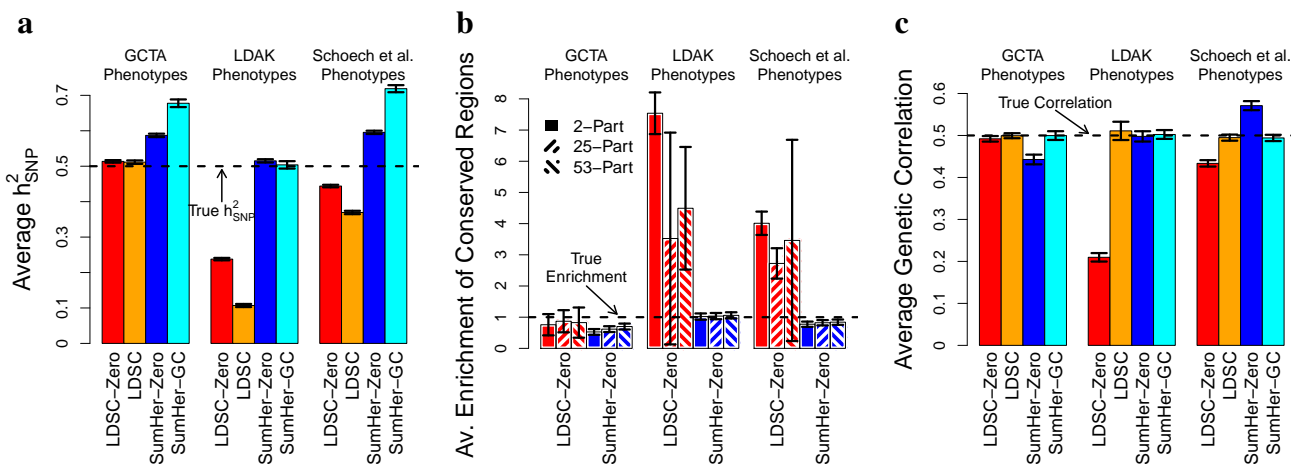 a
GCTA
Phenotypes
LDAK
Phenotypes
Schoech et al.
Phenotypes
Average h²SNP
0.7
0.5
0.3
0.1
0
True h²SNP
LDSC−Zero
LDSC
SumHer−Zero
SumHer−GC
LDSC−Zero
LDSC
SumHer−Zero
SumHer−GC
LDSC−Zero
LDSC
SumHer−Zero
SumHer−GC
b
GCTA
Phenotypes
LDAK
Phenotypes
Schoech et al.
Phenotypes
Av. Enrichment of Conserved Regions
8
7
6
5
4
3
2
1
0
2−Part
25−Part
53−Part
True
Enrichment
LDSC−Zero
SumHer−Zero
LDSC−Zero
SumHer−Zero
LDSC−Zero
SumHer−Zero
c
GCTA
Phenotypes
LDAK
Phenotypes
Schoech et al.
Phenotypes
Average Genetic Correlation
0.6
0.5
0.4
0.3
0.2
0.1
0
True Correlation
LDSC−Zero
LDSC
SumHer−Zero
SumHer−GC
LDSC−Zero
LDSC
SumHer−Zero
SumHer−GC
LDSC−Zero
LDSC
SumHer−Zero
SumHer−GC